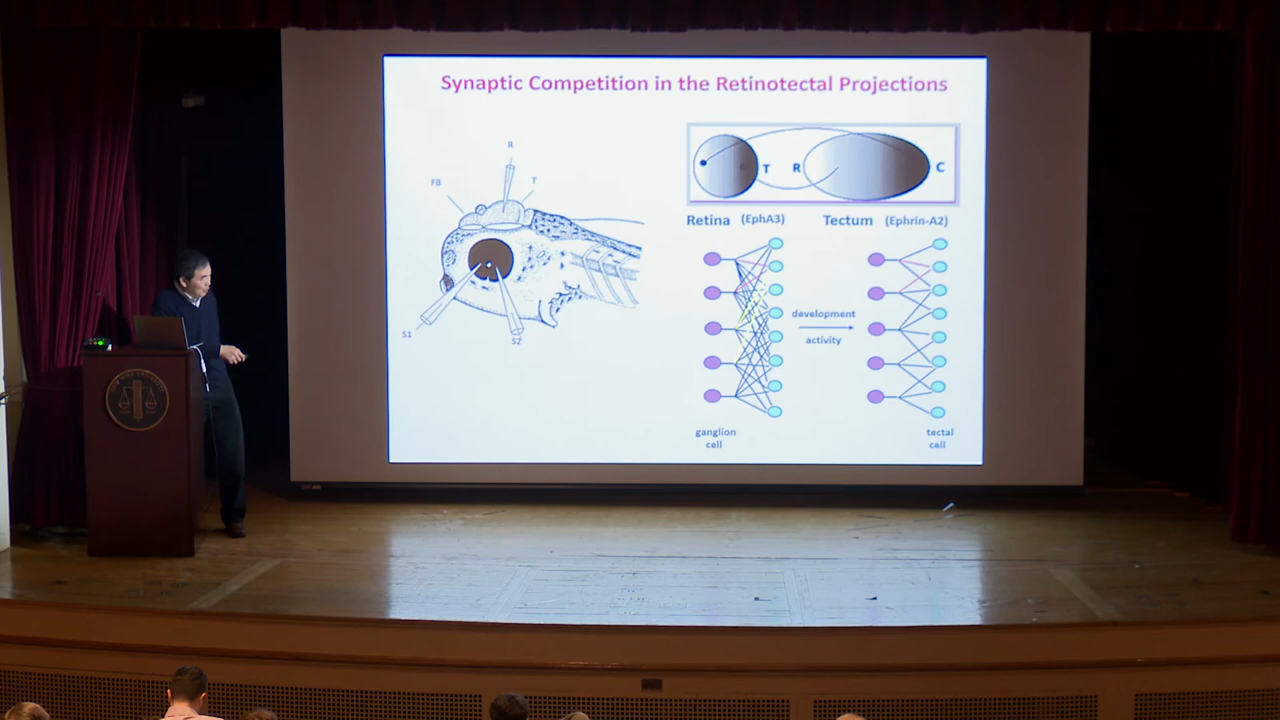 Synaptic Competition in the Retinotectal Projections
R
FB
T
S1
S2
T
R
C
Retina (EphA3)
Tectum (Ephrin-A2)
development
activity
ganglion
cell
tectal
cell